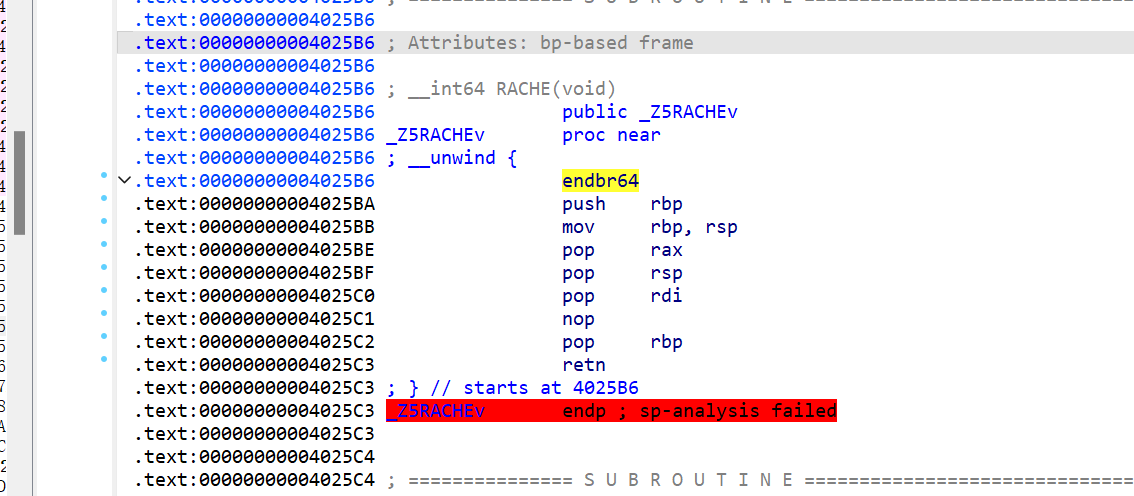 ; =============== S U B R O U T I N E =============================
.text:00000000004025B6
.text:00000000004025B6 ; Attributes: bp-based frame
.text:00000000004025B6
.text:00000000004025B6 ; __int64 RACHE(void)
.text:00000000004025B6 public _Z5RACHEv
.text:00000000004025B6 _Z5RACHEv proc near
.text:00000000004025B6 ; __unwind {
.text:00000000004025B6 endbr64
.text:00000000004025BA push rbp
.text:00000000004025BB mov rbp, rsp
.text:00000000004025BE pop rax
.text:00000000004025BF pop rsp
.text:00000000004025C0 pop rdi
.text:00000000004025C1 nop
.text:00000000004025C2 pop rbp
.text:00000000004025C3 retn
.text:00000000004025C3 ; } // starts at 4025B6
.text:00000000004025C3 _Z5RACHEv endp ; sp-analysis failed
.text:00000000004025C3
.text:00000000004025C4
.text:00000000004025C4 ; =============== S U B R O U T I N E =============================